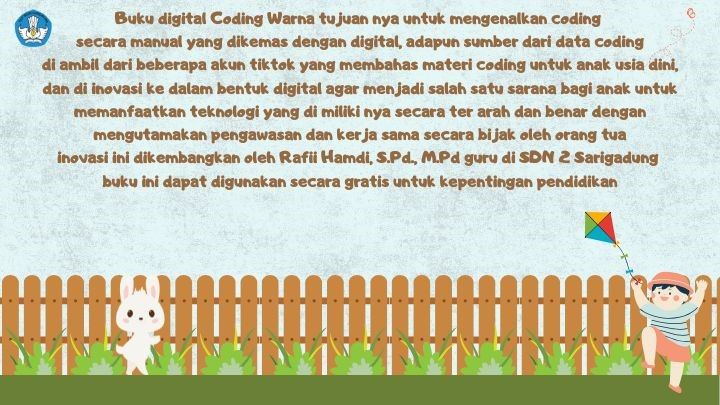 Buku digital Coding Warna tujuan nya untuk mengenalkan coding
secara manual yang dikemas dengan digital, adapun sumber dari data coding
di ambil dari beberapa akun tiktok yang membahas materi coding untuk anak usia dini,
dan di inovasi ke dalam bentuk digital agar menjadi salah satu sarana bagi anak untuk
memanfaatkan teknologi yang di miliki nya secara ter arah dan benar dengan
mengutamakan pengawasan dan kerja sama secara bijak oleh orang tua
inovasi ini dikembangkan oleh Rafii Hamdi, S.Pd., M.Pd guru di SDN 2 Sarigadung
buku ini dapat digunakan secara gratis untuk kepentingan pendidikan